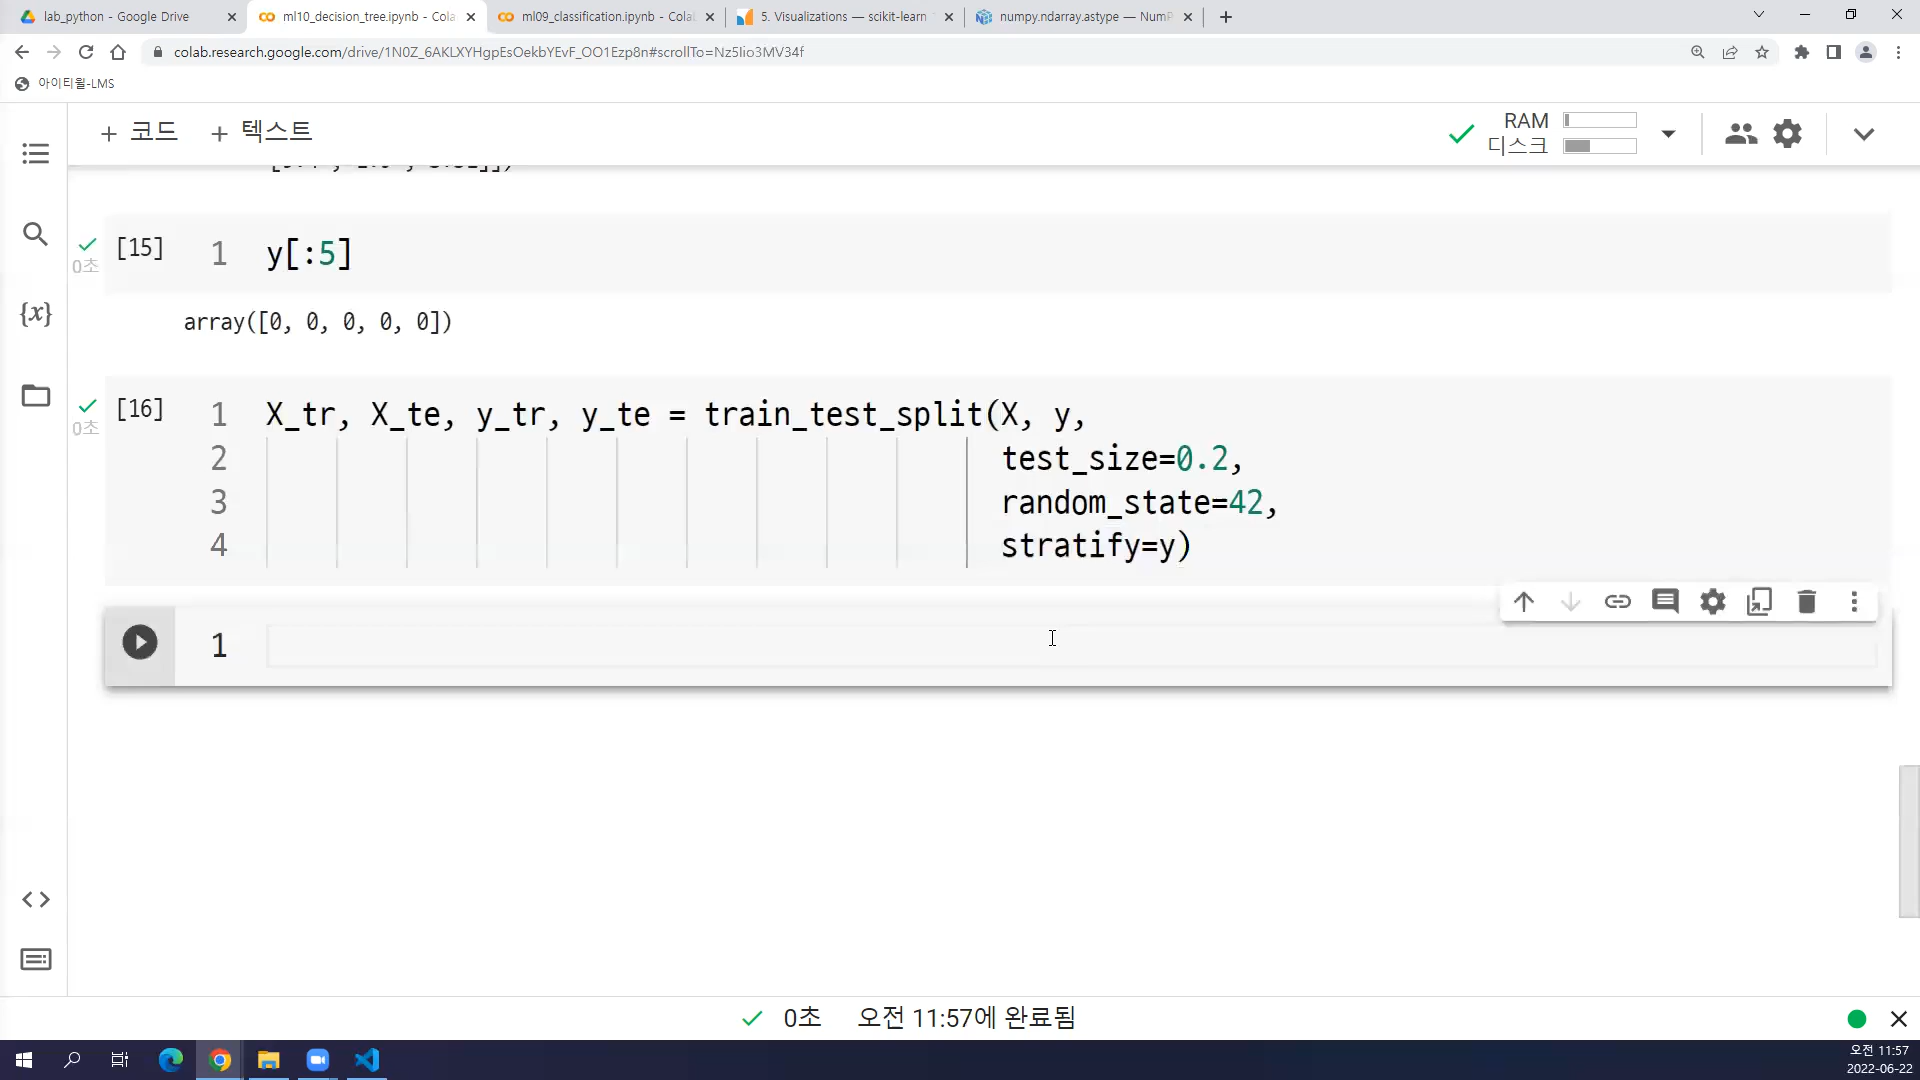 lab_python - Google Drive
ml10_decision_tree.ipynb - Cola
ml09_classification.ipynb - Cola
5. Visualizations — scikit-learn
numpy.ndarray.astype — NumP
colab.research.google.com/drive/1N0Z_6AKLXYHgpEsOekbYEvF_OO1Ezp8n#scrollTo=Nz5Iio3MV34f
아이티윌-LMS
+ 코드 + 텍스트
RAM
디스크
{x}
[15] 1 y[:5]
0초
array([0, 0, 0, 0, 0])
[16] 1 X_tr, X_te, y_tr, y_te = train_test_split(X, y,
0초
2 test_size=0.2,
3 random_state=42,
4 stratify=y)
1
0초 오전 11:57에 완료됨
오전 11:57
2022-06-22